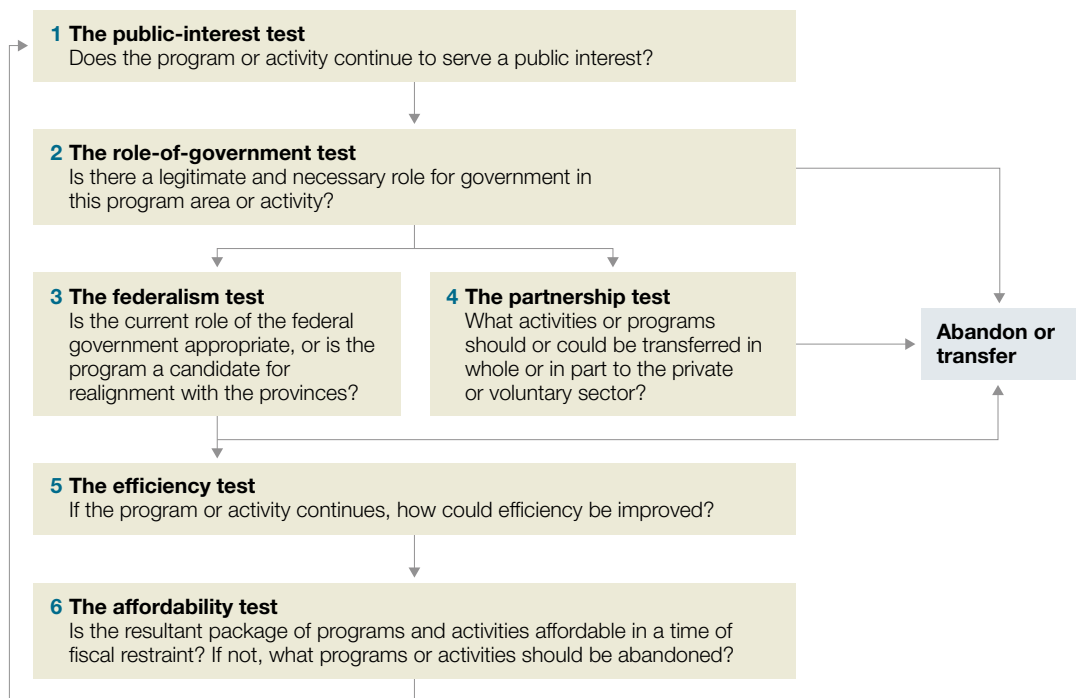 1 The public-interest test
Does the program or activity continue to serve a public interest?
2 The role-of-government test
Is there a legitimate and necessary role for government in
this program area or activity?
3 The federalism test
Is the current role of the federal
government appropriate, or is the
program a candidate for
realignment with the provinces?
4 The partnership test
What activities or programs
should or could be transferred in
whole or in part to the private
or voluntary sector?
Abandon or
transfer
5 The efficiency test
If the program or activity continues, how could efficiency be improved?
6 The affordability test
Is the resultant package of programs and activities affordable in a time of
fiscal restraint? If not, what programs or activities should be abandoned?